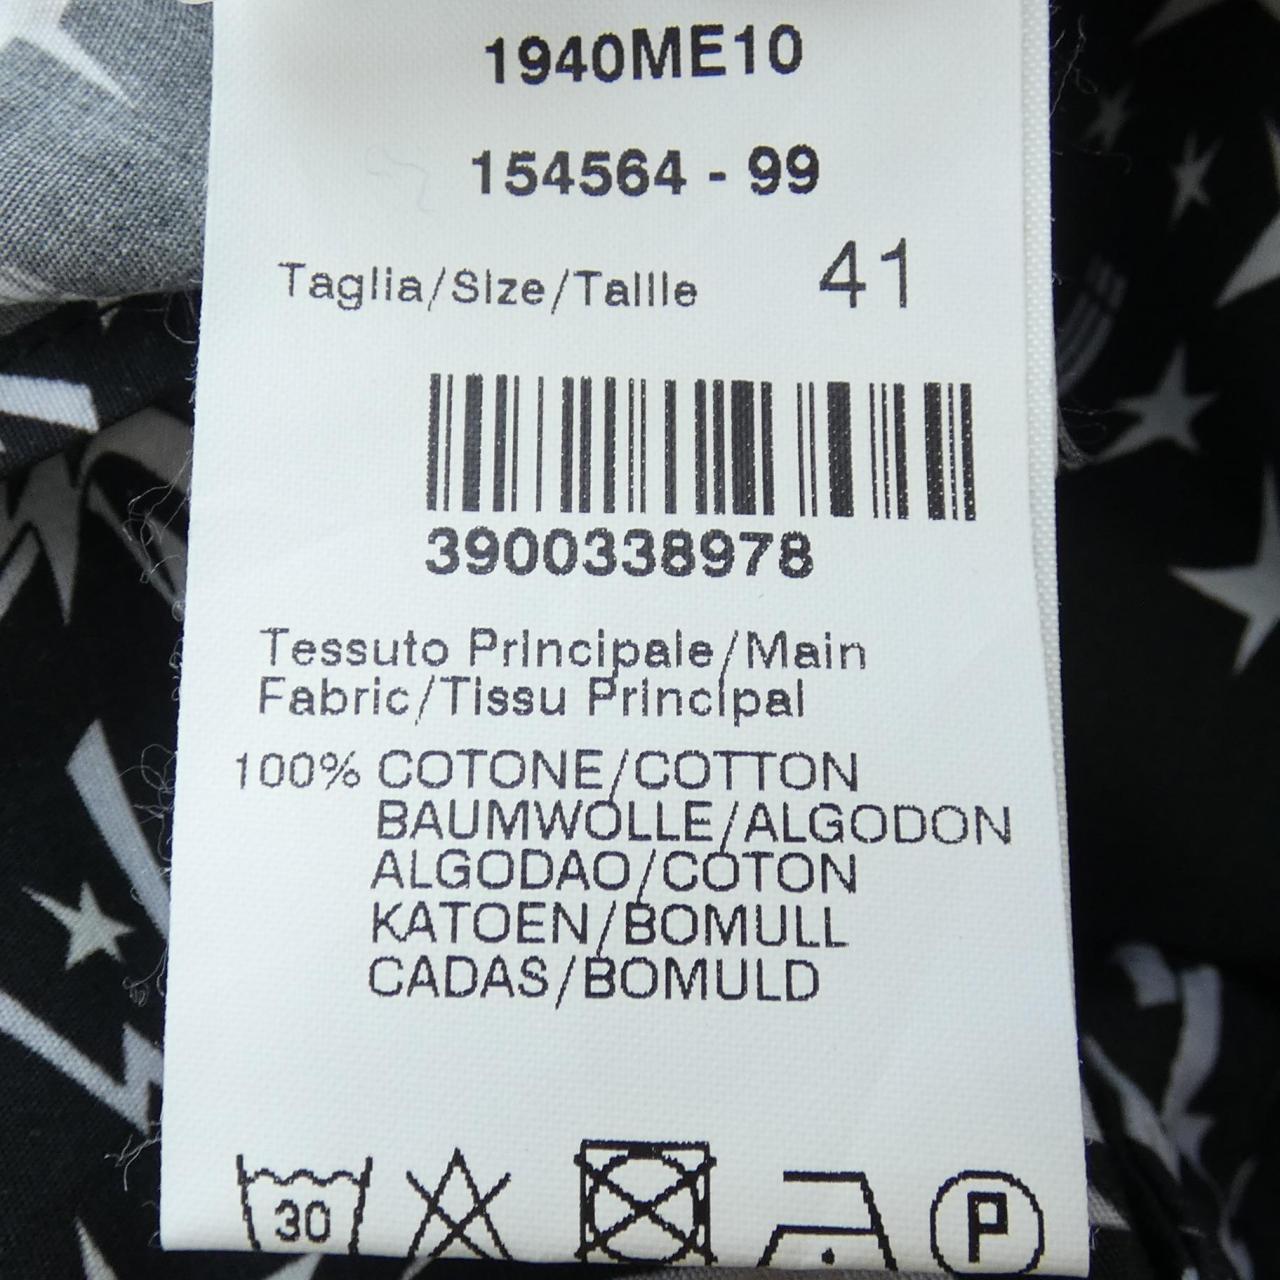 1940ME10
154564 - 99
Taglia/Size/Taille 41
3900338978
Tessuto Principale/Main
Fabric/Tissu Principal
100% COTONE/COTTON
BAUMWOLLE/ALGODON
ALGODAO/COTON
KATOEN/BOMULL
CADAS/BOMULD
30
P